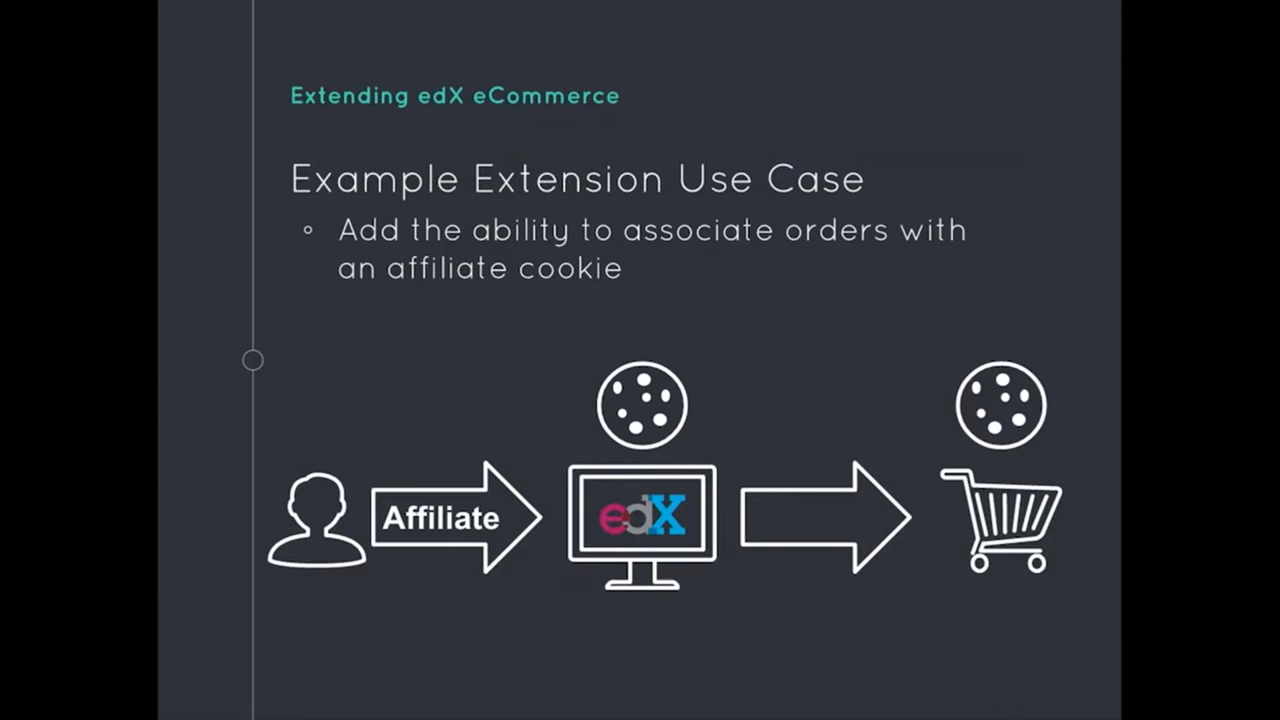 Extending edX eCommerce
Example Extension Use Case
Add the ability to associate orders with
an affiliate cookie
Affiliate
edX